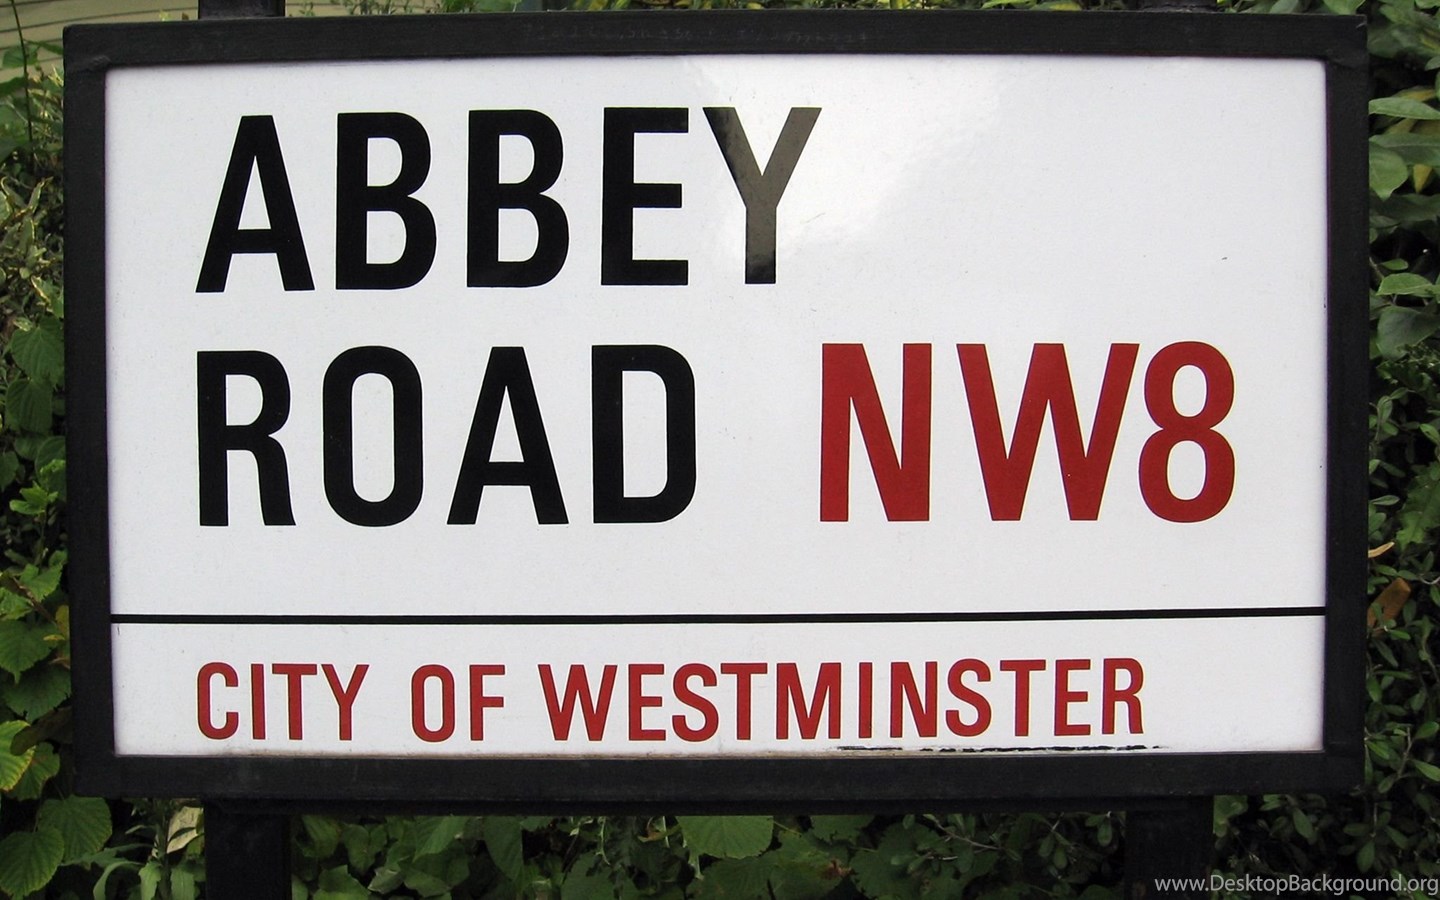 ABBEY
ROAD NW8
CITY OF WESTMINSTER
www.DesktopBackground.org